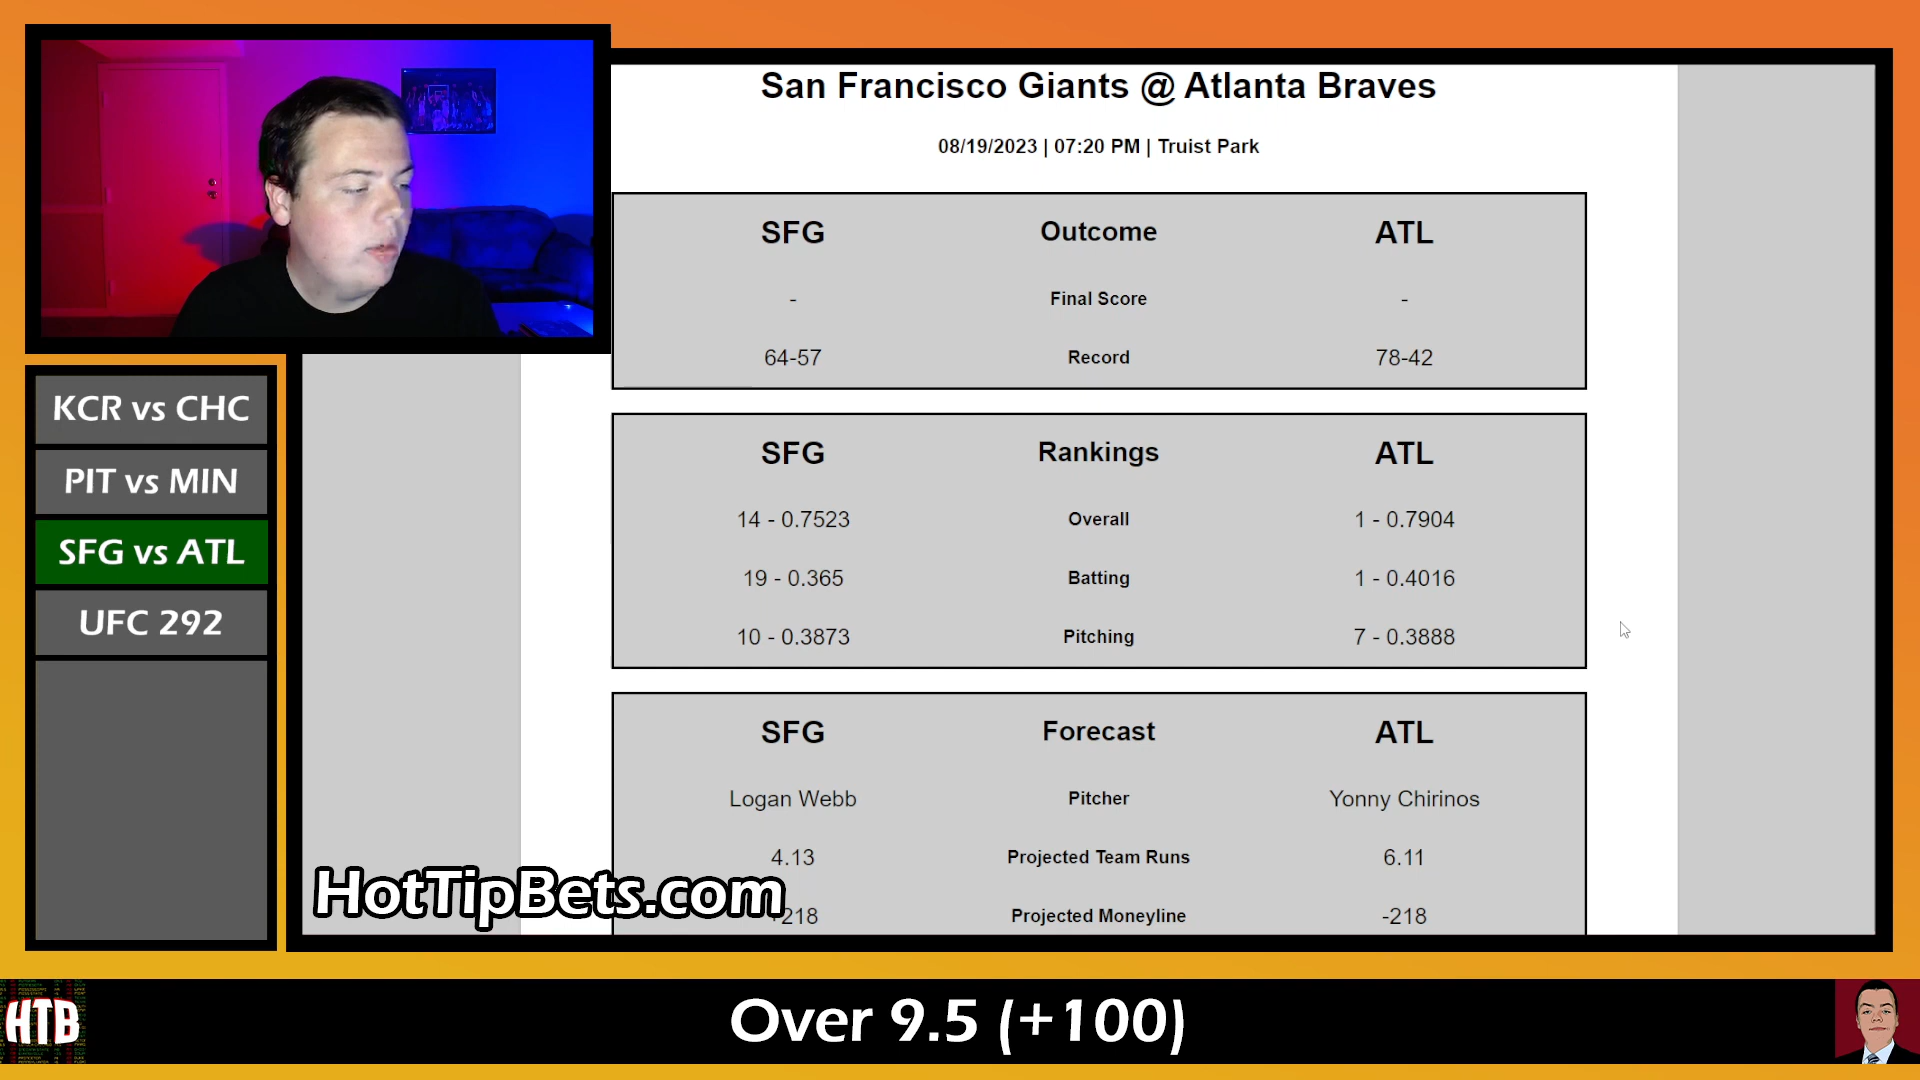 San Francisco Giants @ Atlanta Braves
08/19/2023 | 07:20 PM | Truist Park
SFG Outcome ATL
- Final Score -
64-57 Record 78-42
SFG Rankings ATL
14 - 0.7523 Overall 1 - 0.7904
19 - 0.365 Batting 1 - 0.4016
10 - 0.3873 Pitching 7 - 0.3888
SFG Forecast ATL
Logan Webb Pitcher Yonny Chirinos
4.13 Projected Team Runs 6.11
218 Projected Moneyline -218
KCR vs CHC
PIT vs MIN
SFG vs ATL
UFC 292
HotTipBets.com
HTB
Over 9.5 (+100)